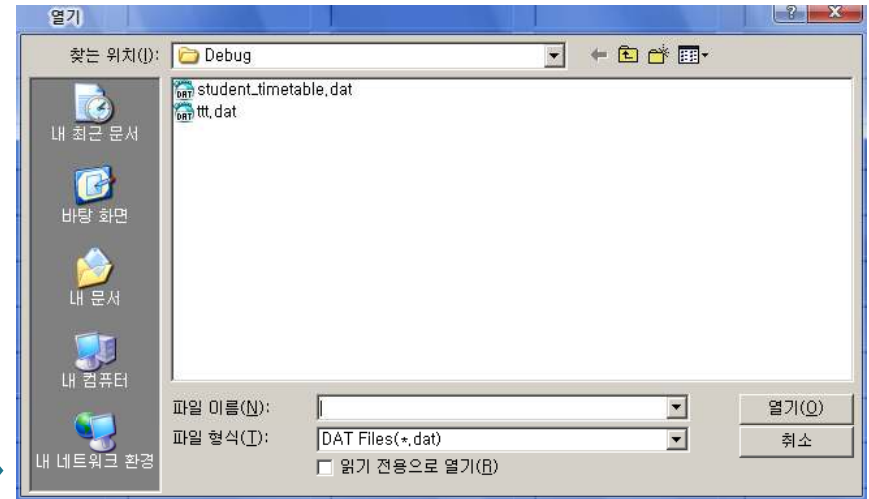 열기
찾는 위치(I):
Debug
student_timetable.dat
ttt.dat
내 최근 문서
바탕 화면
내 문서
내 컴퓨터
내 네트워크 환경
파일 이름(N):
열기(O)
파일 형식(T):
DAT Files(*.dat)
취소
읽기 전용으로 열기(R)